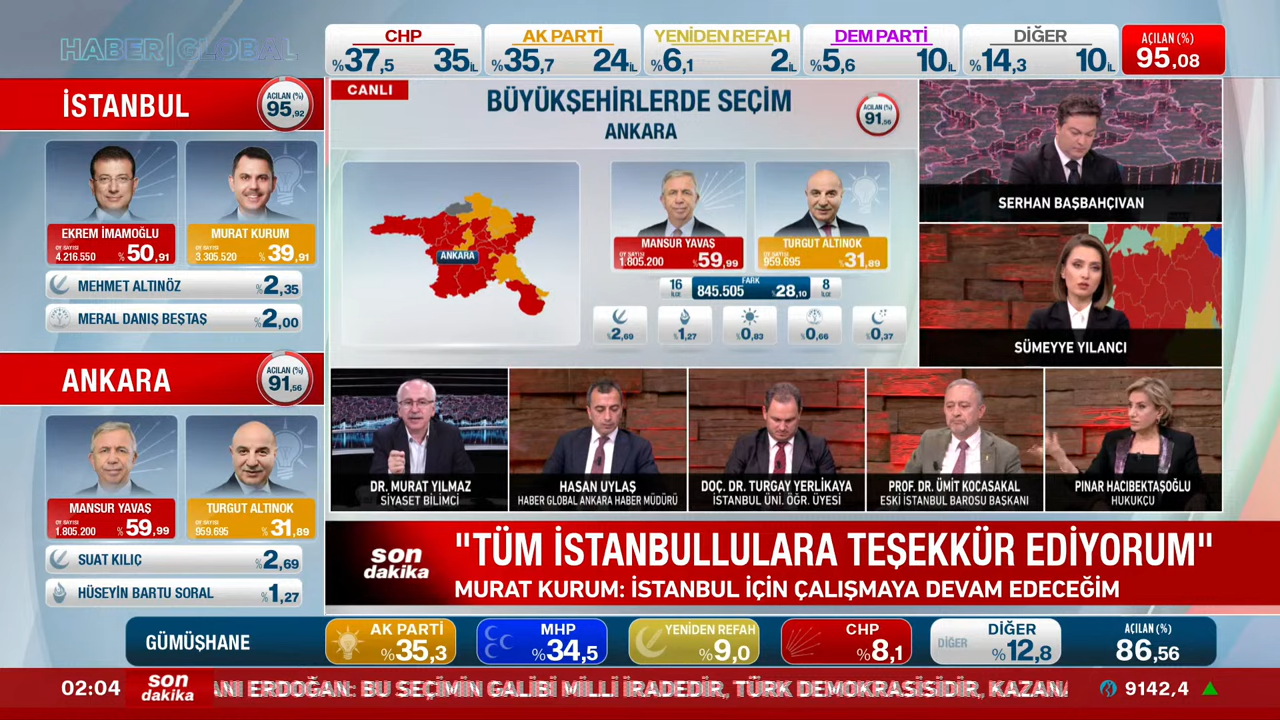 HABER|GLOBAL
CHP
%37,5 35İL
AK PARTİ
%35,7 24İL
YENİDEN REFAH
%6,1 2İL
DEM PARTİ
%5,6 10İL
DİĞER
%14,3 10İL
AÇILAN (%)
95,08
İSTANBUL
AÇILAN (%)
95,92
EKREM İMAMOĞLU
OY SAYISI
4.216.550 %50,91
MURAT KURUM
OY SAYISI
3.305.520 %39,91
MEHMET ALTINÖZ %2,35
MERAL DANIŞ BEŞTAŞ %2,00
ANKARA
AÇILAN (%)
91,56
MANSUR YAVAŞ
OY SAYISI
1.805.200 %59,99
TURGUT ALTINOK
OY SAYISI
959.695 %31,89
SUAT KILIÇ %2,69
HÜSEYİN BARTU SORAL %1,27
CANLI
BÜYÜKŞEHİRLERDE SEÇİM
ANKARA
AÇILAN (%)
91,56
ANKARA
MANSUR YAVAŞ
OY SAYISI
1.805.200 %59,99
TURGUT ALTINOK
OY SAYISI
959.695 %31,89
16 İLÇE
FARK
845.505 %28,10
8 İLÇE
%2,69
%1,27
%0,83
%0,66
%0,37
SERHAN BAŞBAHÇIVAN
SÜMEYYE YILANCI
DR. MURAT YILMAZ
SİYASET BİLİMCİ
HASAN UYLAŞ
HABER GLOBAL ANKARA HABER MÜDÜRÜ
DOÇ. DR. TURGAY YERLİKAYA
İSTANBUL ÜNİ. ÖĞR. ÜYESİ
PROF. DR. ÜMİT KOCASAKAL
ESKİ İSTANBUL BAROSU BAŞKANI
PINAR HACIBEKTAŞOĞLU
HUKUKÇU
son
dakika
"TÜM İSTANBULLULARA TEŞEKKÜR EDİYORUM"
MURAT KURUM: İSTANBUL İÇİN ÇALIŞMAYA DEVAM EDECEĞİM
GÜMÜŞHANE
AK PARTİ
%35,3
MHP
%34,5
YENİDEN REFAH
%9,0
CHP
%8,1
DİĞER
DİĞER
%12,8
AÇILAN (%)
86,56
02:04
son
dakika
ANI ERDOĞAN: BU SEÇİMİN GALİBİ MİLLİ İRADEDİR, TÜRK DEMOKRASİSİDİR, KAZANA
9142,4